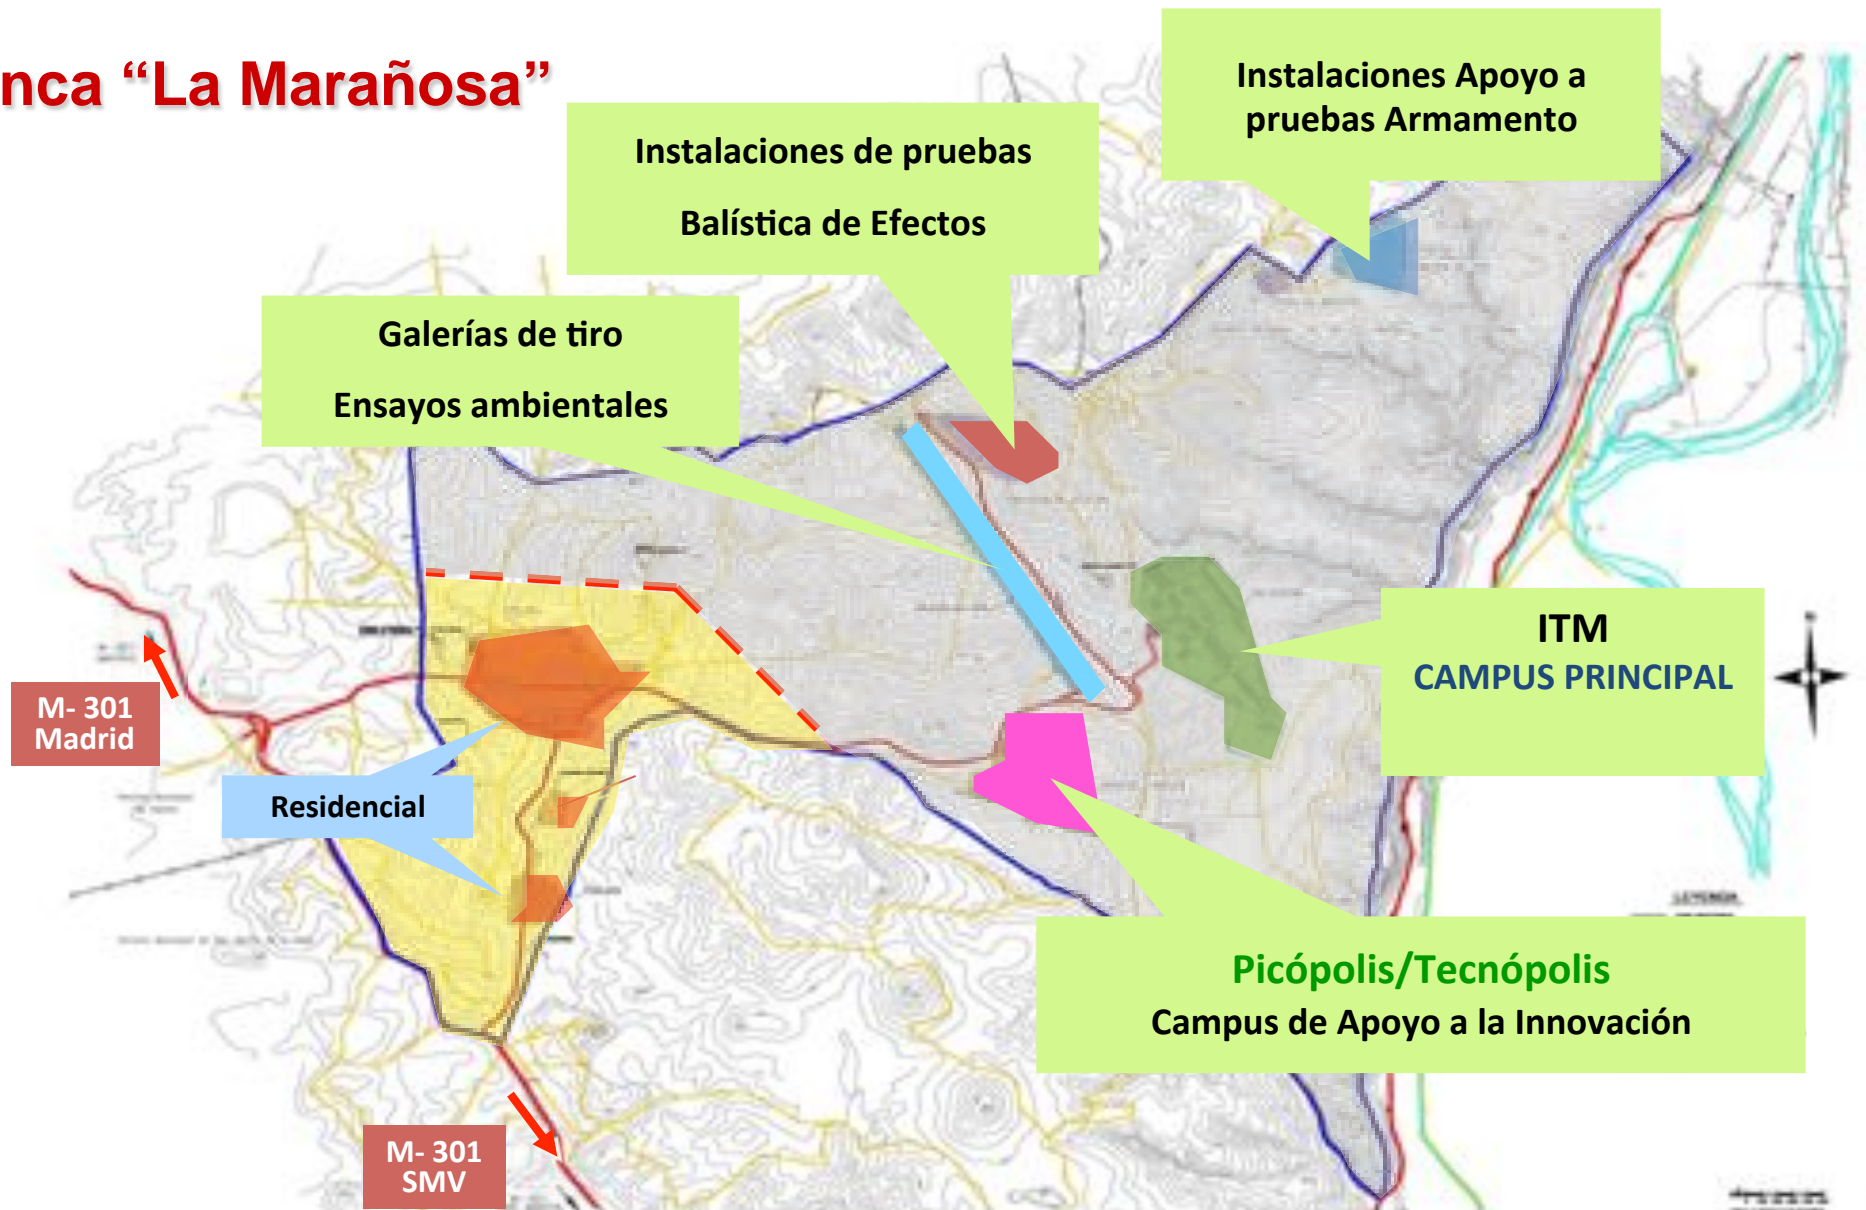 nca “La Marañosa”
Instalaciones Apoyo a
pruebas Armamento
Instalaciones de pruebas
Balística de Efectos
Galerías de tiro
Ensayos ambientales
ITM
CAMPUS PRINCIPAL
M- 301
Madrid
Residencial
Picópolis/Tecnópolis
Campus de Apoyo a la Innovación
M- 301
SMV
LEYENDA